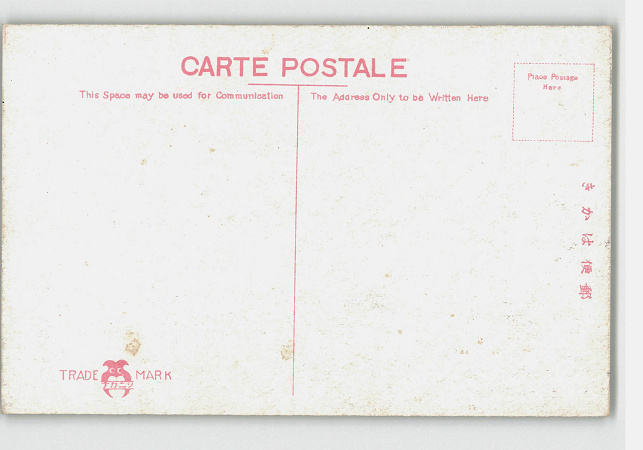 CARTE POSTALE
This Space may be used for Communication
The Address Only to be Written Here
Place Postage
Here
郵便はかき
TRADE MARK